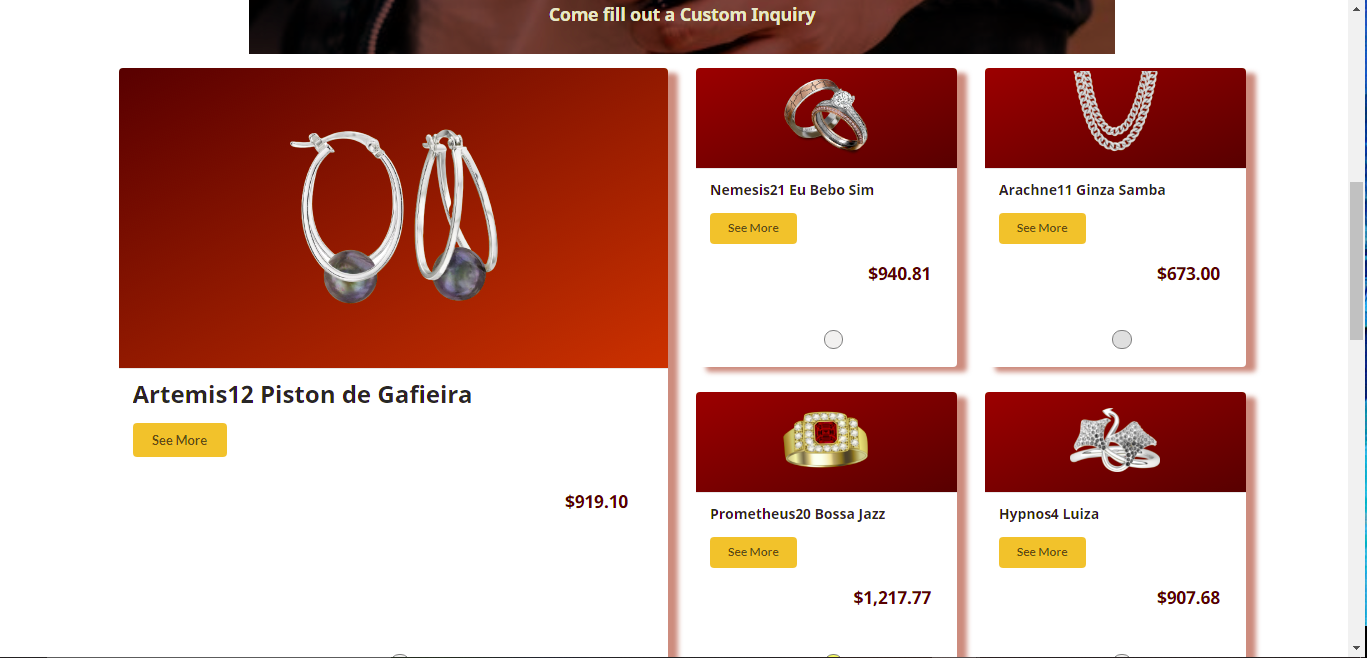 Come fill out a Custom Inquiry
Artemis12 Piston de Gafieira
See More
$919.10
Nemesis21 Eu Bebo Sim
See More
$940.81
Arachne11 Ginza Samba
See More
$673.00
Prometheus20 Bossa Jazz
See More
$1,217.77
Hypnos4 Luiza
See More
$907.68